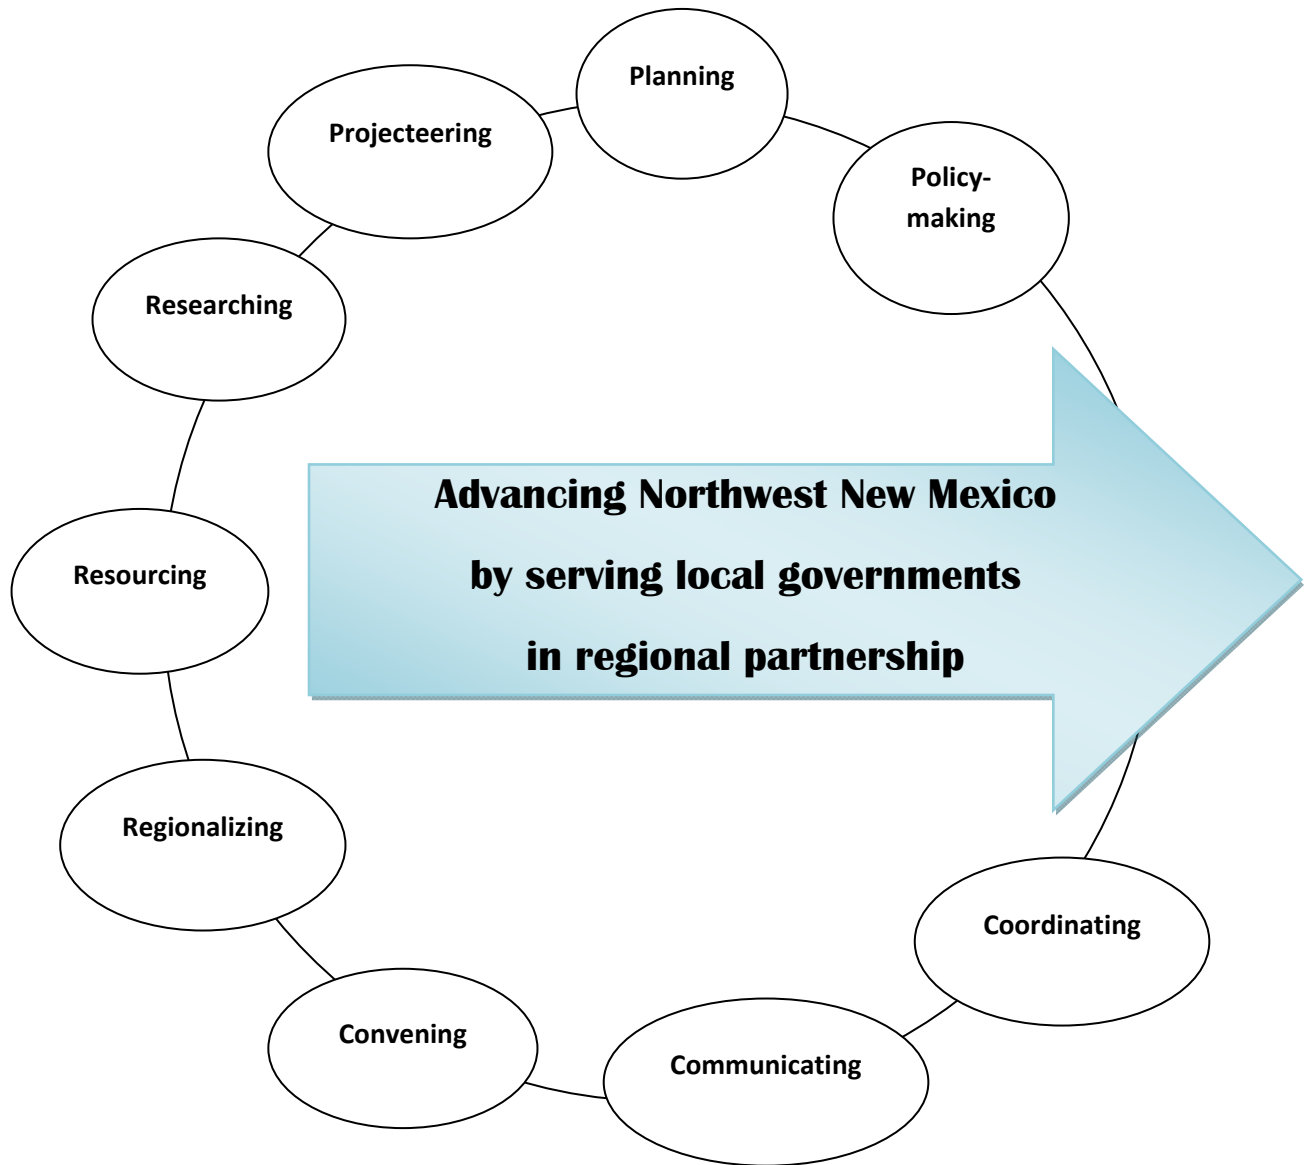 Planning
Projecteering
Policy-
making
Researching
Advancing Northwest New Mexico
by serving local governments
in regional partnership
Resourcing
Regionalizing
Coordinating
Convening
Communicating